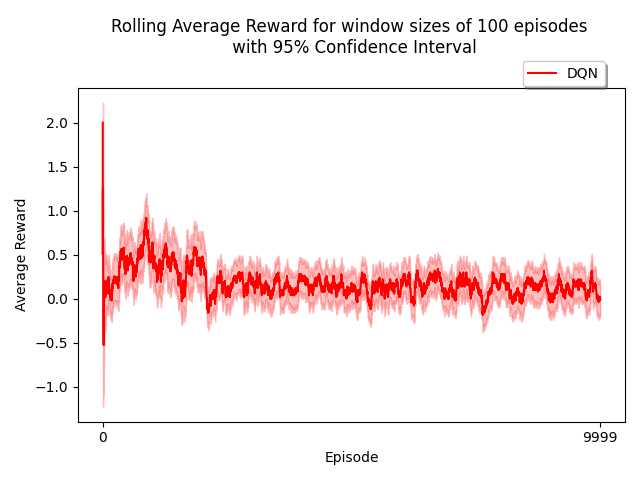 Rolling Average Reward for window sizes of 100 episodes
with 95% Confidence Interval
DQN
2.0
1.5
1.0
0.5
0.0
−0.5
−1.0
Average Reward
0
9999
Episode